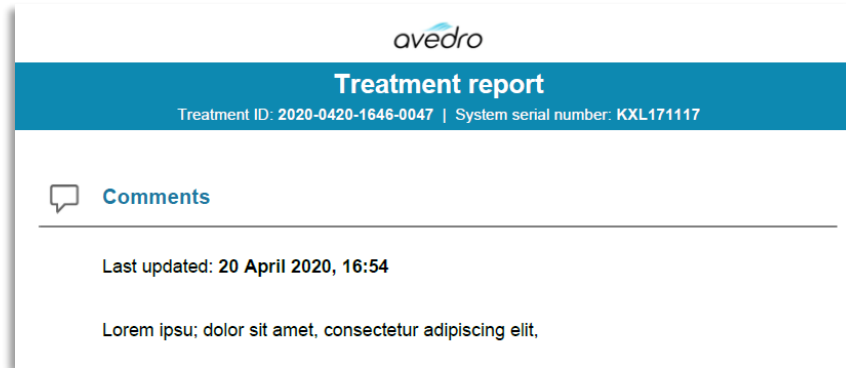 avedro
Treatment report
Treatment ID: 2020-0420-1646-0047 | System serial number: KXL171117
Comments
Last updated: 20 April 2020, 16:54
Lorem ipsu; dolor sit amet, consectetur adipiscing elit,